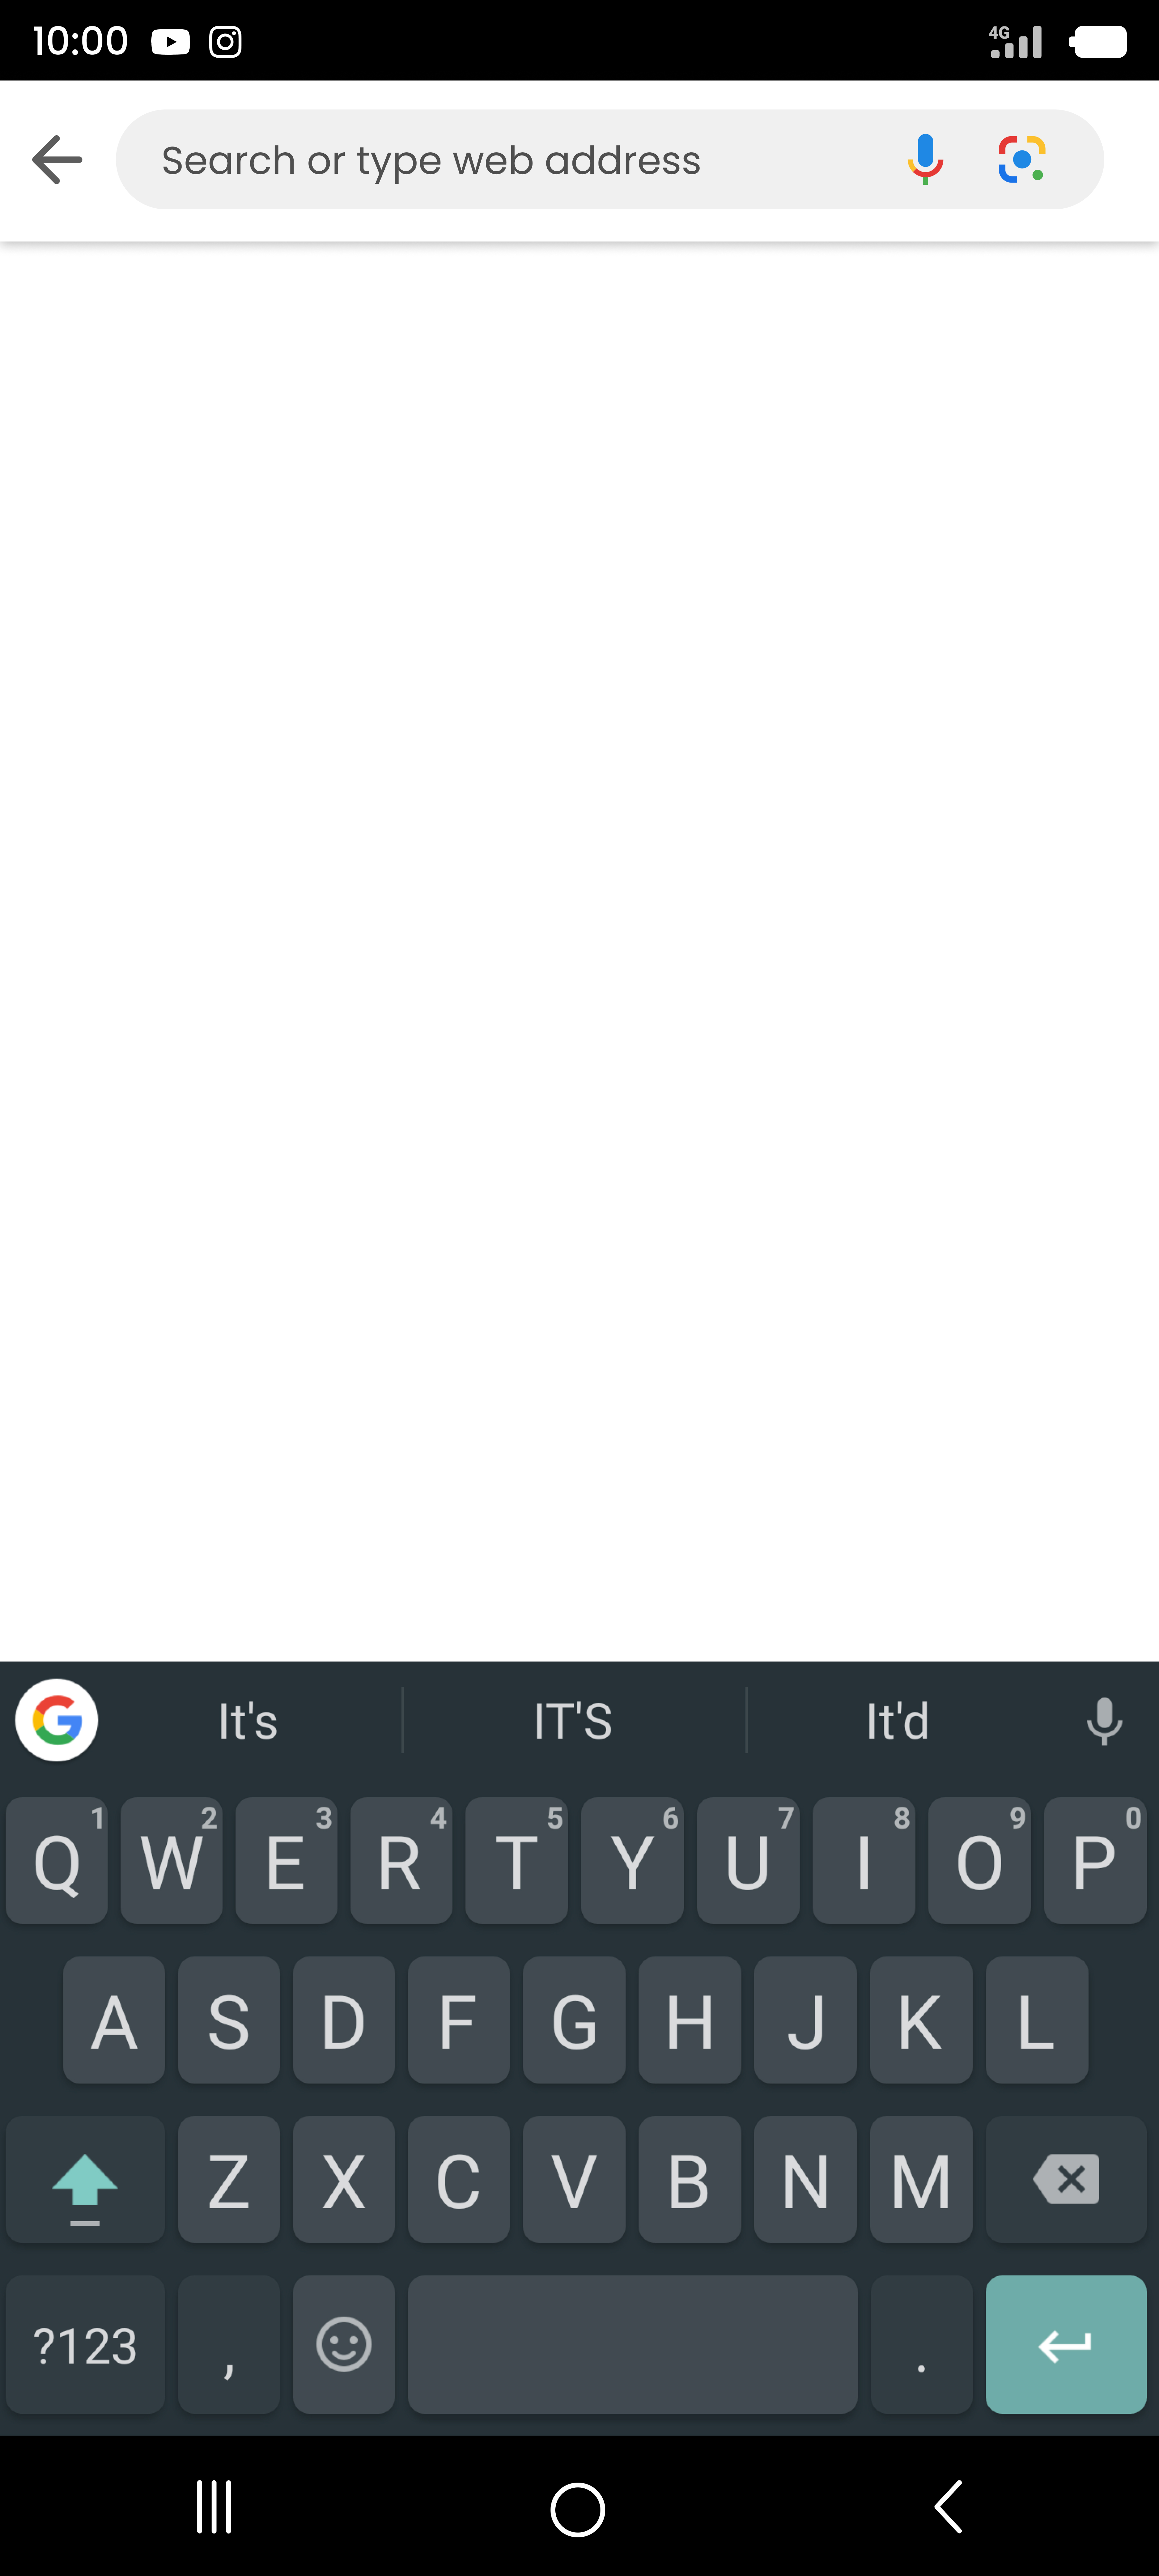 10:00 4G
Search or type web address
It's IT'S It'd
Q 1 W 2 E 3 R 4 T 5 Y 6 U 7 I 8 O 9 P 0
A S D F G H J K L
Z X C V B N M
?123 , .